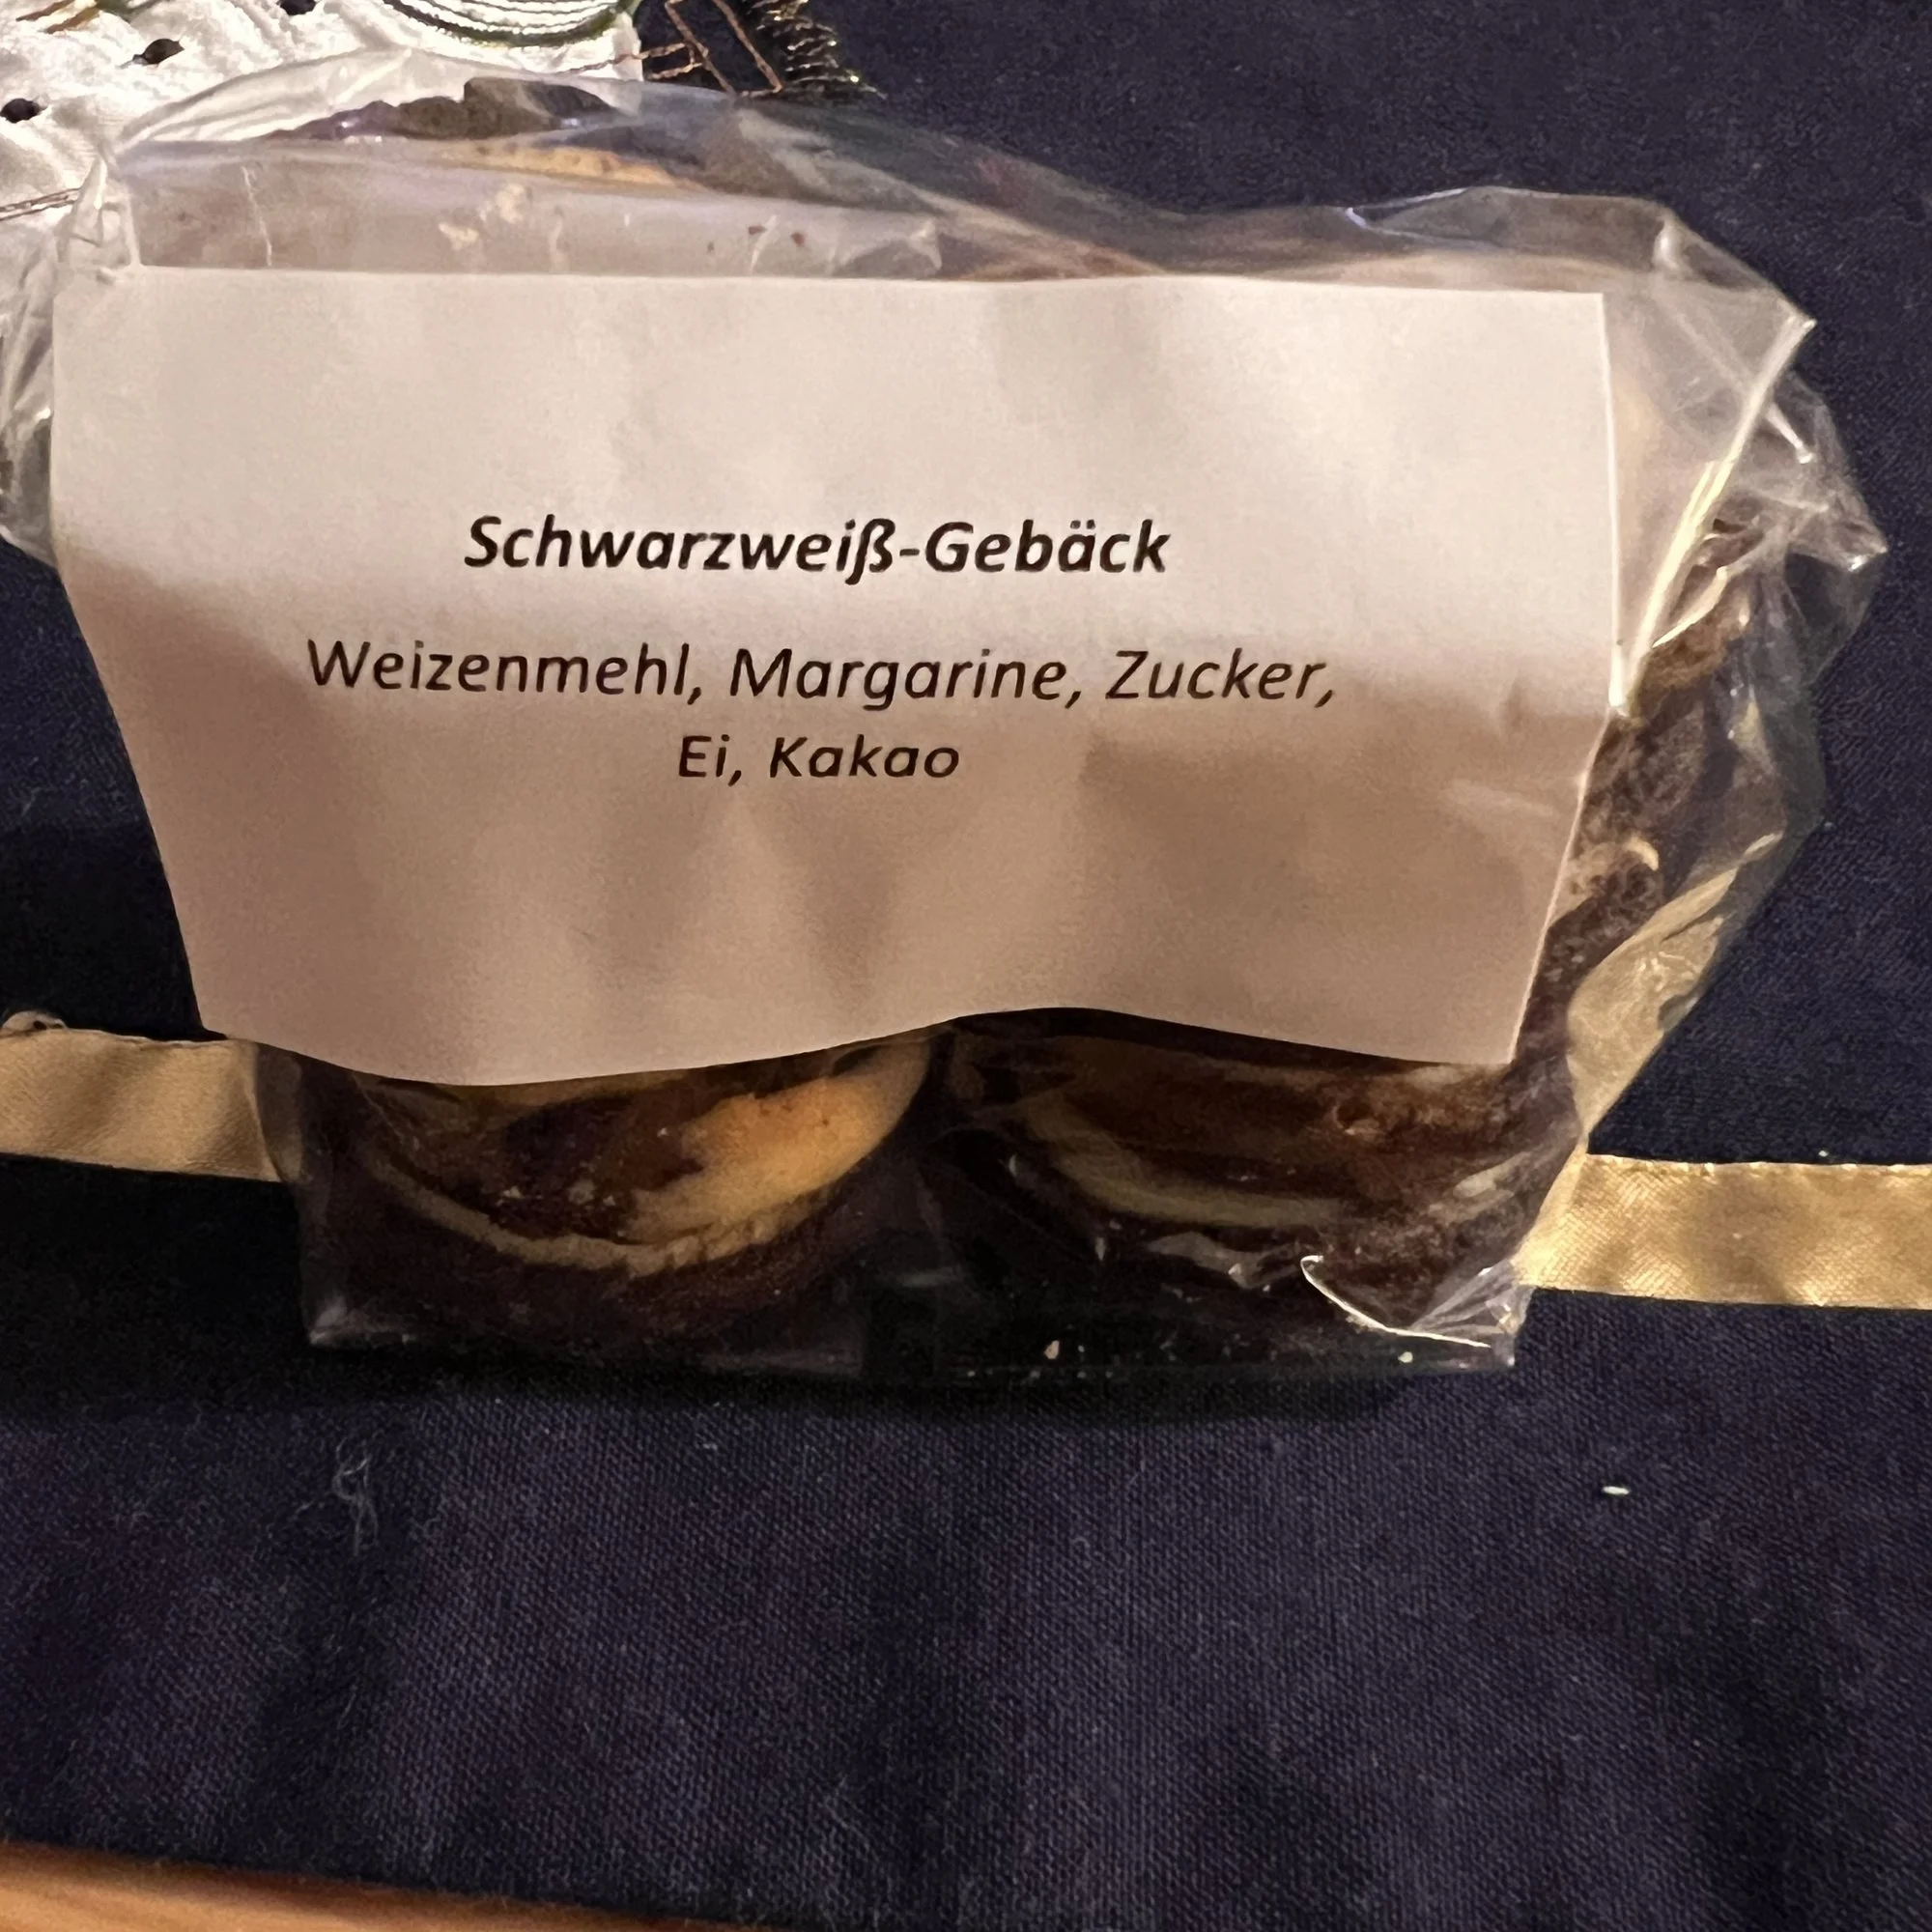 Schwarzweiß-Gebäck
Weizenmehl, Margarine, Zucker,
Ei, Kakao